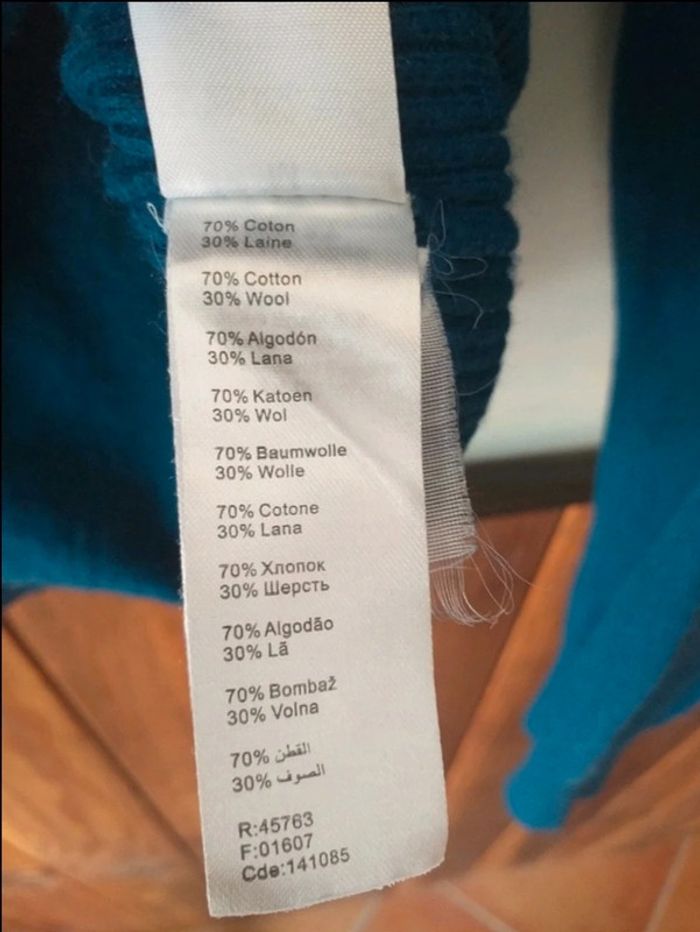 70% Coton
30% Laine
70% Cotton
30% Wool
70% Algodón
30% Lana
70% Katoen
30% Wol
70% Baumwolle
30% Wolle
70% Cotone
30% Lana
70% Хлопок
30% Шерсть
70% Algodão
30% Lã
70% Bombaž
30% Volna
70% القطن
30% الصوف
R:45763
F:01607
Cde:141085